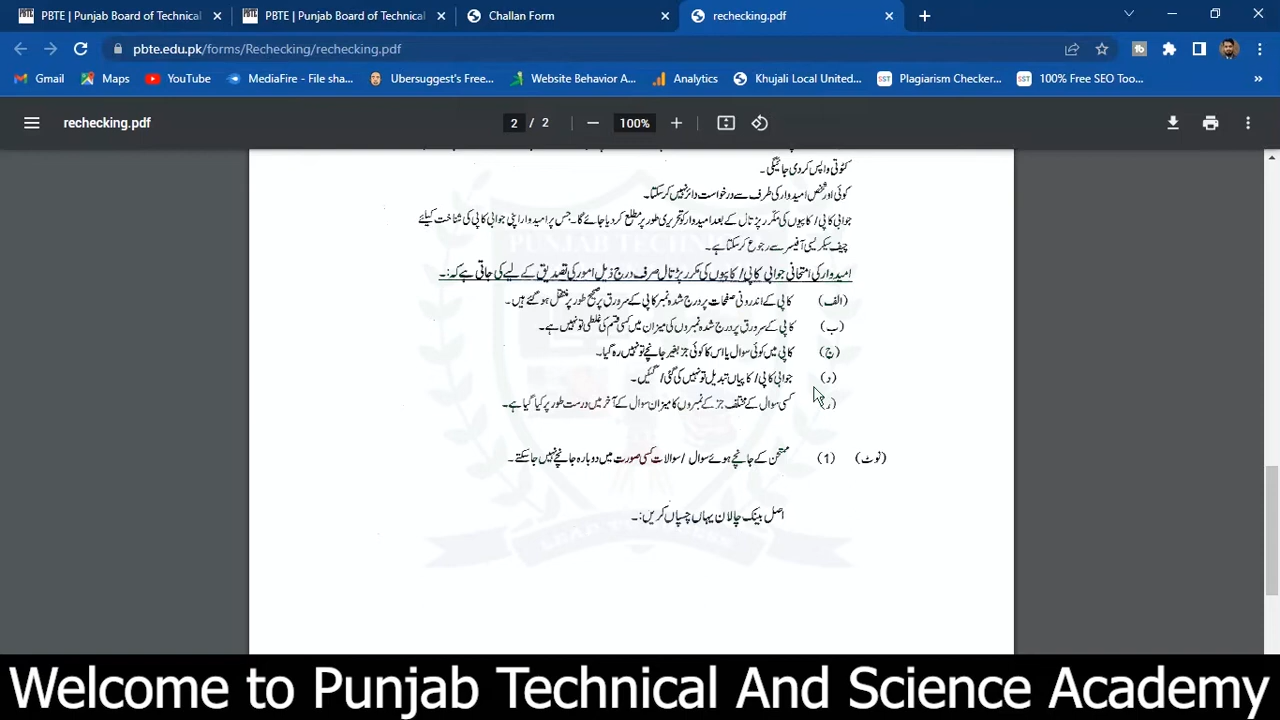 PBTE | Punjab Board of Technical
PBTE | Punjab Board of Technical
Challan Form
rechecking.pdf
pbte.edu.pk/forms/Rechecking/rechecking.pdf
Gmail
Maps
YouTube
MediaFire - File sha...
Ubersuggest's Free...
Website Behavior A...
Analytics
Khujali Local United...
Plagiarism Checker...
100% Free SEO Too...
»
rechecking.pdf
2 / 2
100%
کٹوتی واپس کردی جائیگی ۔
کوئی اور شخص امیدوار کی طرف سے درخواست دائر نہیں کرسکتا۔
جوابی کاپی/ کاپیوں کی مکرر پڑتال کے بعد امیدوار کو تحریری طور پر مطلع کردیا جائے گا۔ جس پر امیدوار اپنی جوابی کاپی کی شناخت کیلئے
چیف سیکریسی آفیسر سے رجوع کرسکتا ہے۔
امیدوار کی امتحانی جوابی کاپی/ کاپیوں کی مکرر پڑتال صرف درج ذیل امور کی تصدیق کے لیے کی جاتی ہے کہ:۔
(الف) کاپی کے اندرونی صفحات پر درج شدہ نمبر کاپی کے سرورق پر صحیح طور پر منتقل ہو گئے ہیں۔
(ب) کاپی کے سرورق پر درج شدہ نمبروں کی میزان میں کسی قسم کی غلطی تو نہیں ہے۔
(ج) کاپی میں کوئی سوال یا اس کا کوئی جز بغیر جانچے تو نہیں رہ گیا۔
(د) جوابی کاپی/ کاپیاں تبدیل تو نہیں کی گئی/ گئیں۔
(ر) کسی سوال کے مختلف جز کے نمبروں کا میزان سوال کے آخر میں درست طور پر کیا گیا ہے۔
(نوٹ) (1) ممتحن کے جانچے ہوئے سوال / سوالات کسی صورت میں دوبارہ جانچے نہیں جاسکتے۔
اصل بینک چالان یہاں چسپاں کریں:۔
Welcome to Punjab Technical And Science Academy